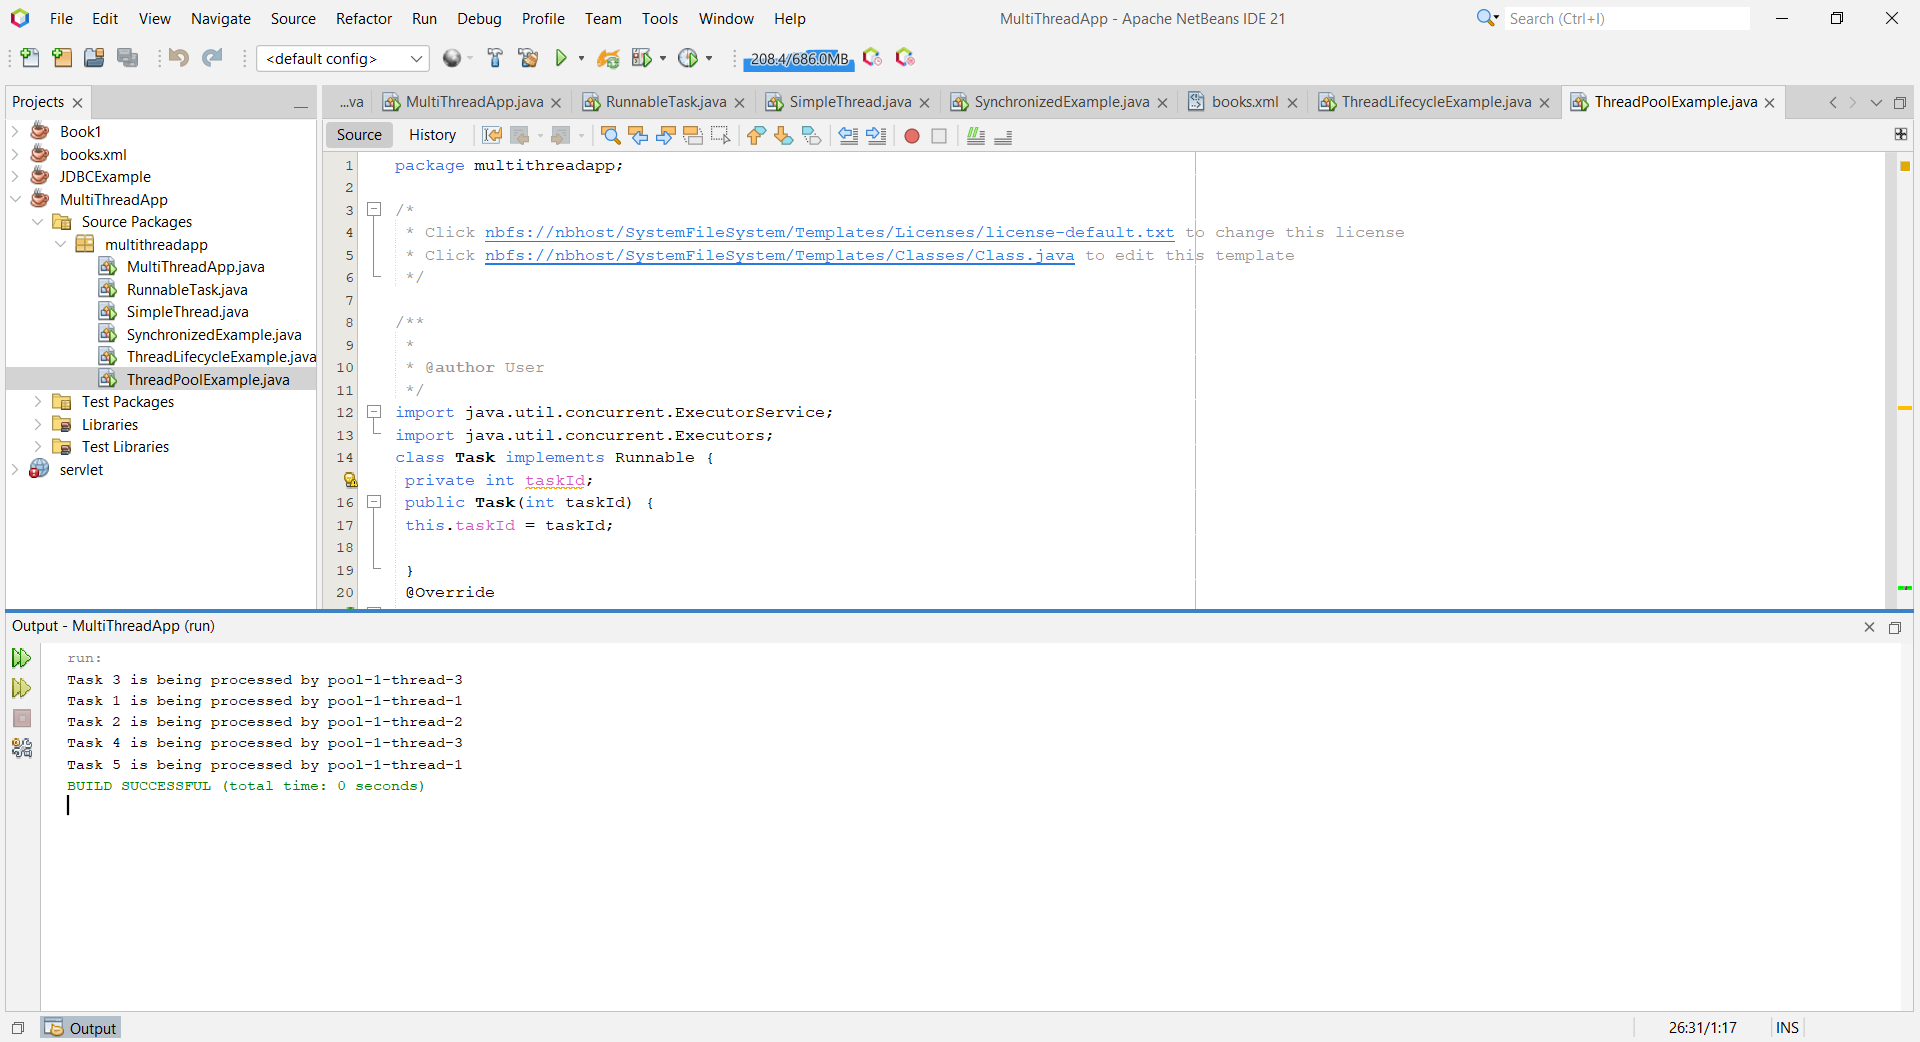 File Edit View Navigate Source Refactor Run Debug Profile Team Tools Window Help MultiThreadApp - Apache NetBeans IDE 21 Search (Ctrl+I)
<default config> 208.4/686.0MB
Projects ...va MultiThreadApp.java RunnableTask.java SimpleThread.java SynchronizedExample.java books.xml ThreadLifecycleExample.java ThreadPoolExample.java
Source History
Book1
books.xml
JDBCExample
MultiThreadApp
Source Packages
multithreadapp
MultiThreadApp.java
RunnableTask.java
SimpleThread.java
SynchronizedExample.java
ThreadLifecycleExample.java
ThreadPoolExample.java
Test Packages
Libraries
Test Libraries
servlet
1 package multithreadapp;
2
3 /*
4 * Click nbfs://nbhost/SystemFileSystem/Templates/Licenses/license-default.txt to change this license
5 * Click nbfs://nbhost/SystemFileSystem/Templates/Classes/Class.java to edit this template
6 */
7
8 /**
9 *
10 * @author User
11 */
12 import java.util.concurrent.ExecutorService;
13 import java.util.concurrent.Executors;
14 class Task implements Runnable {
private int taskId;
16 public Task(int taskId) {
17 this.taskId = taskId;
18
19 }
20 @Override
Output - MultiThreadApp (run)
run:
Task 3 is being processed by pool-1-thread-3
Task 1 is being processed by pool-1-thread-1
Task 2 is being processed by pool-1-thread-2
Task 4 is being processed by pool-1-thread-3
Task 5 is being processed by pool-1-thread-1
BUILD SUCCESSFUL (total time: 0 seconds)
Output 26:31/1:17 INS